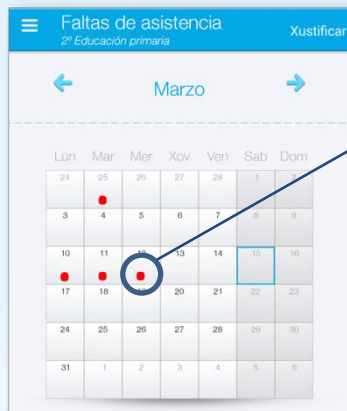 Faltas de asistencia
2º Educación primaria
Xustificar
Marzo
Lun Mar Mer Xov Ven Sab Dom
24 25 26 27 28 1 2
3 4 5 6 7 8 9
10 11 12 13 14 15 16
17 18 19 20 21 22 23
24 25 26 27 28 29 30
31 1 2 3 4 5 6